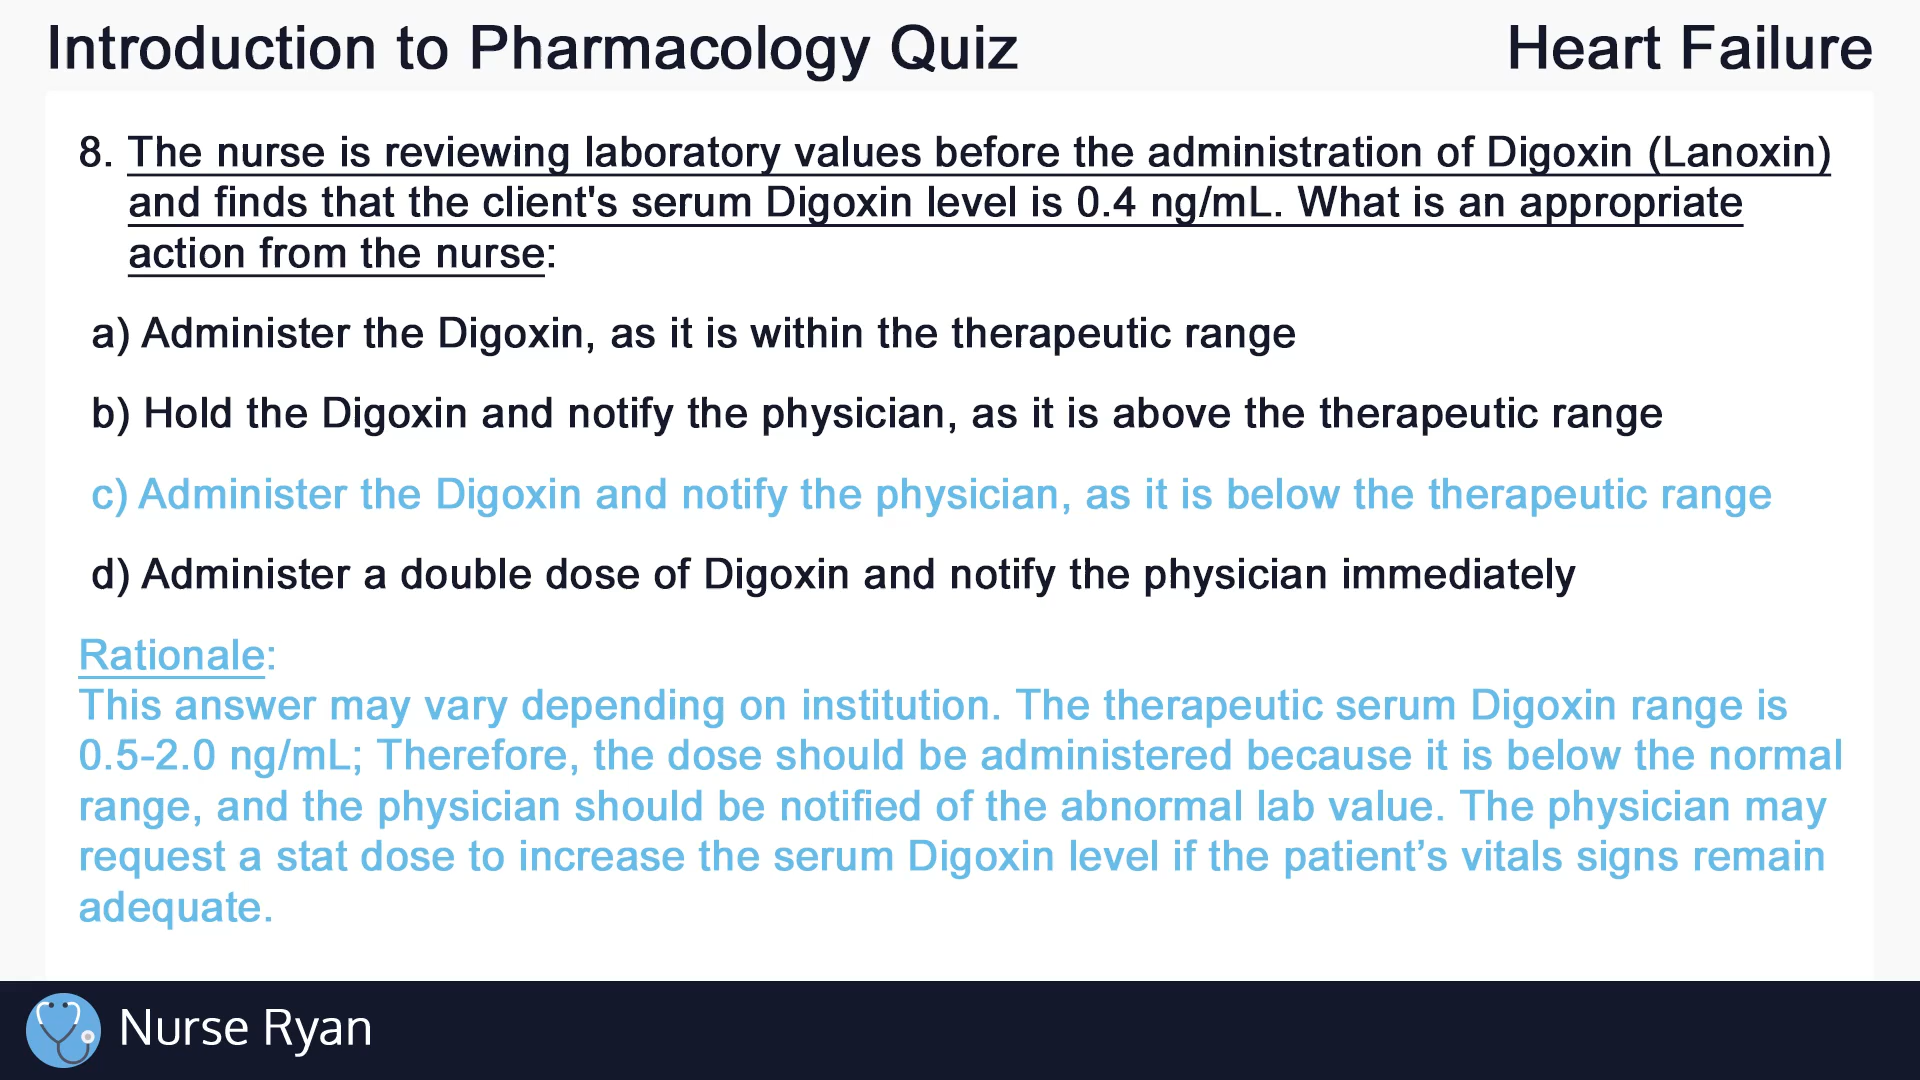 Introduction to Pharmacology Quiz
Heart Failure
8. The nurse is reviewing laboratory values before the administration of Digoxin (Lanoxin)
and finds that the client's serum Digoxin level is 0.4 ng/mL. What is an appropriate
action from the nurse:
a) Administer the Digoxin, as it is within the therapeutic range
b) Hold the Digoxin and notify the physician, as it is above the therapeutic range
c) Administer the Digoxin and notify the physician, as it is below the therapeutic range
d) Administer a double dose of Digoxin and notify the physician immediately
Rationale:
This answer may vary depending on institution. The therapeutic serum Digoxin range is
0.5-2.0 ng/mL; Therefore, the dose should be administered because it is below the normal
range, and the physician should be notified of the abnormal lab value. The physician may
request a stat dose to increase the serum Digoxin level if the patient’s vitals signs remain
adequate.
Nurse Ryan